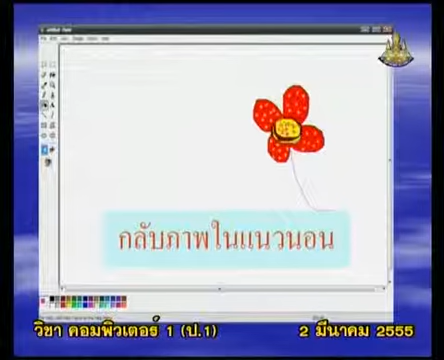 กลับภาพในแนวนอน
วิชา คอมพิวเตอร์ 1 (ป.1)
2 มีนาคม 2555